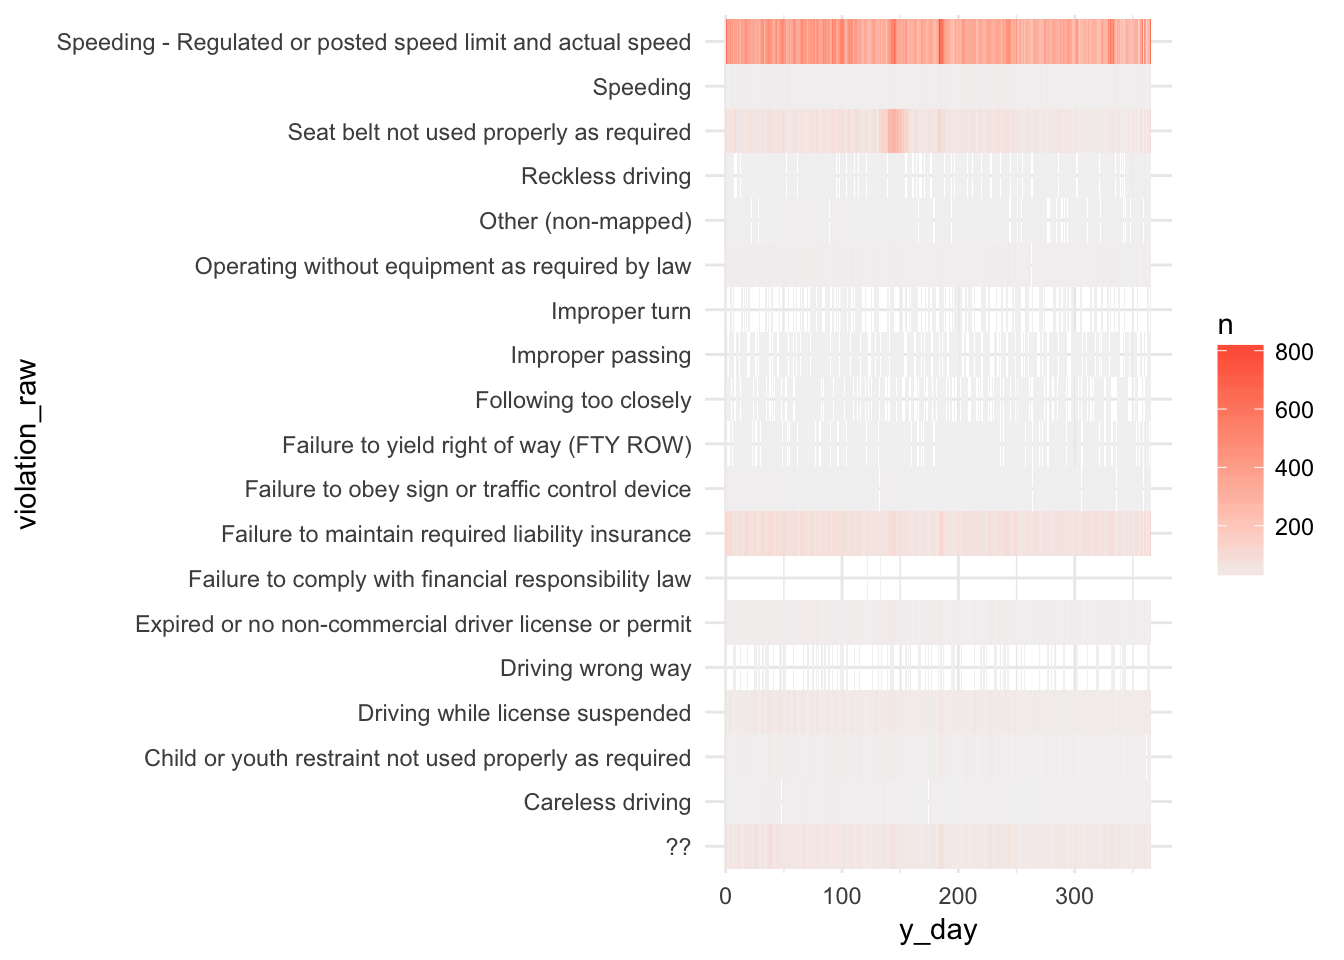 Speeding - Regulated or posted speed limit and actual speed
Speeding
Seat belt not used properly as required
Reckless driving
Other (non-mapped)
Operating without equipment as required by law
Improper turn
Improper passing
Following too closely
Failure to yield right of way (FTY ROW)
Failure to obey sign or traffic control device
Failure to maintain required liability insurance
Failure to comply with financial responsibility law
Expired or no non-commercial driver license or permit
Driving wrong way
Driving while license suspended
Child or youth restraint not used properly as required
Careless driving
??
violation_raw
0 100 200 300
y_day
n
800
600
400
200